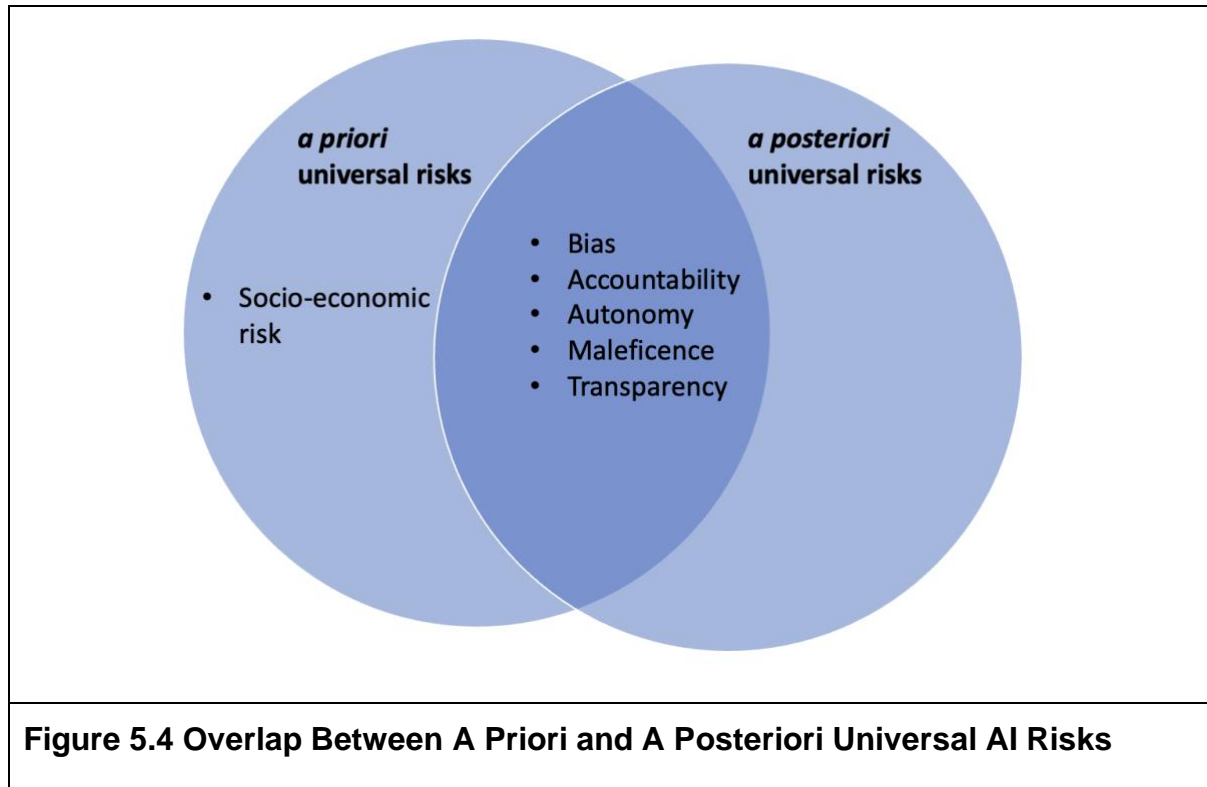 a priori
universal risks
a posteriori
universal risks
• Socio-economic
risk
• Bias
• Accountability
• Autonomy
• Maleficence
• Transparency
Figure 5.4 Overlap Between A Priori and A Posteriori Universal AI Risks